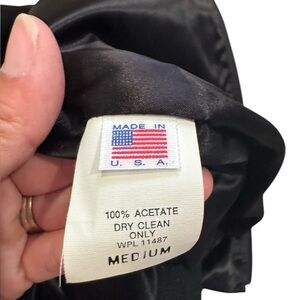 MADE IN
U. S. A.
100% ACETATE
DRY CLEAN
ONLY
WPL 11487
MEDIUM